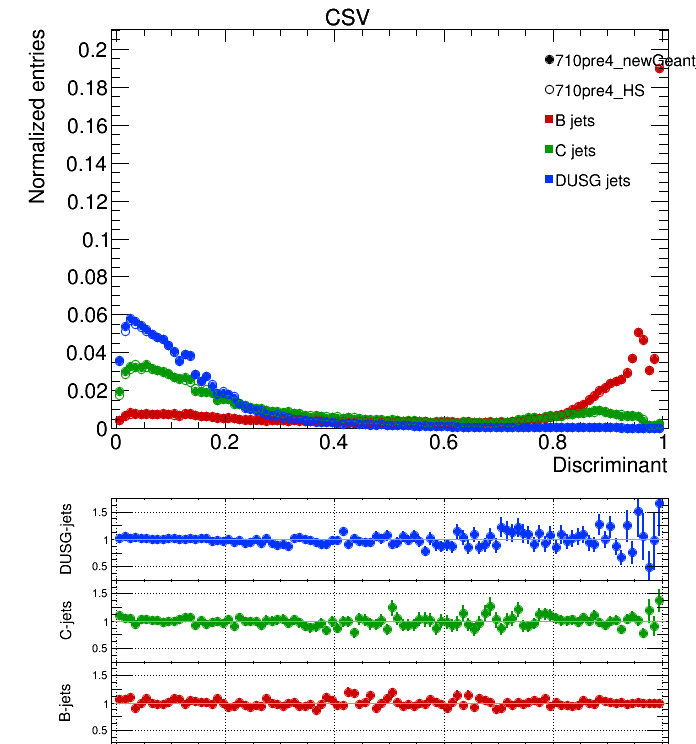 CSV
Normalized entries
0.2
0.18
0.16
0.14
0.12
0.1
0.08
0.06
0.04
0.02
0
710pre4_newGeant
710pre4_HS
B jets
C jets
DUSG jets
0 0.2 0.4 0.6 0.8 1
Discriminant
DUSG-jets
1.5
1
0.5
C-jets
1.5
1
0.5
B-jets
1.5
1
0.5